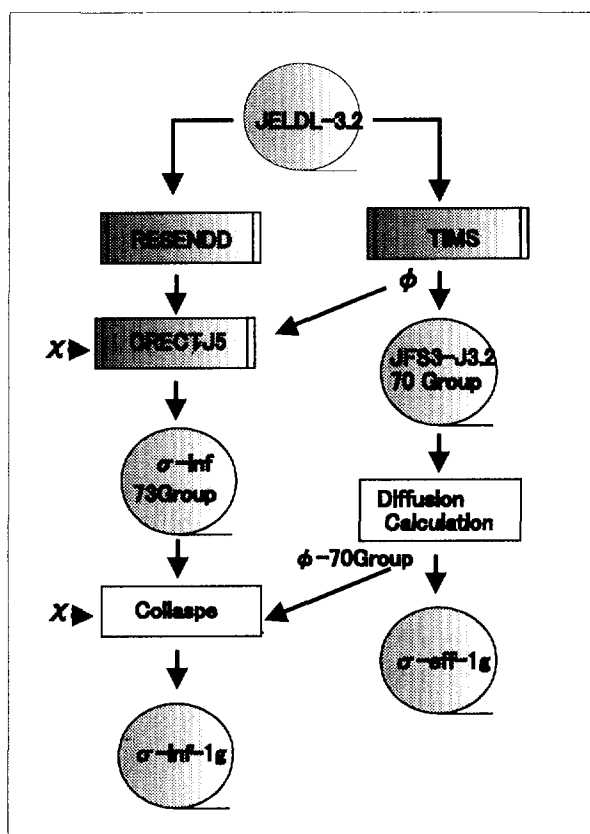 JELDL-3.2
RESENDD
TIMS
φ
χ
CRECT-J5
JFS3-J3.2
70 Group
σ-inf
73Group
Diffusion
Calculation
φ-70Group
χ
Collaspe
σ-eff-1g
σ-inf-1g